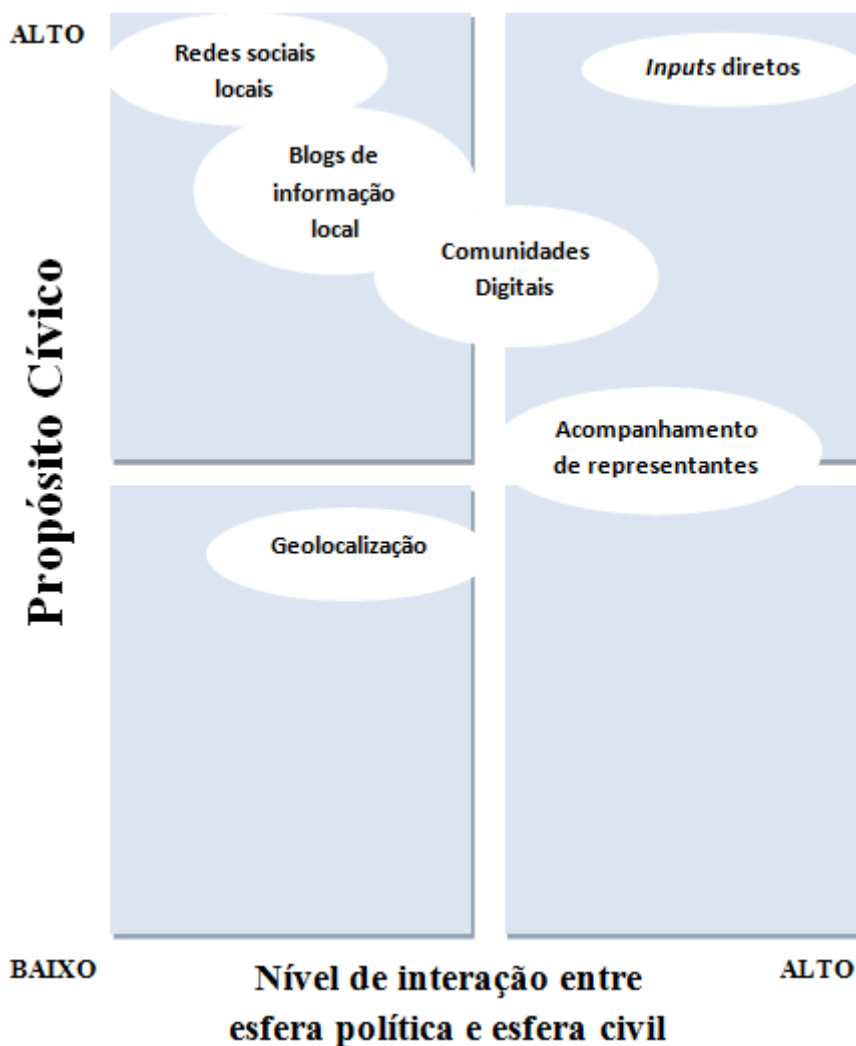 ALTO
Redes sociais
locais
Inputs diretos
Blogs de
informação
local
Comunidades
Digitais
Propósito Cívico
Acompanhamento
de representantes
Geolocalização
BAIXO
Nível de interação entre
esfera política e esfera civil
ALTO